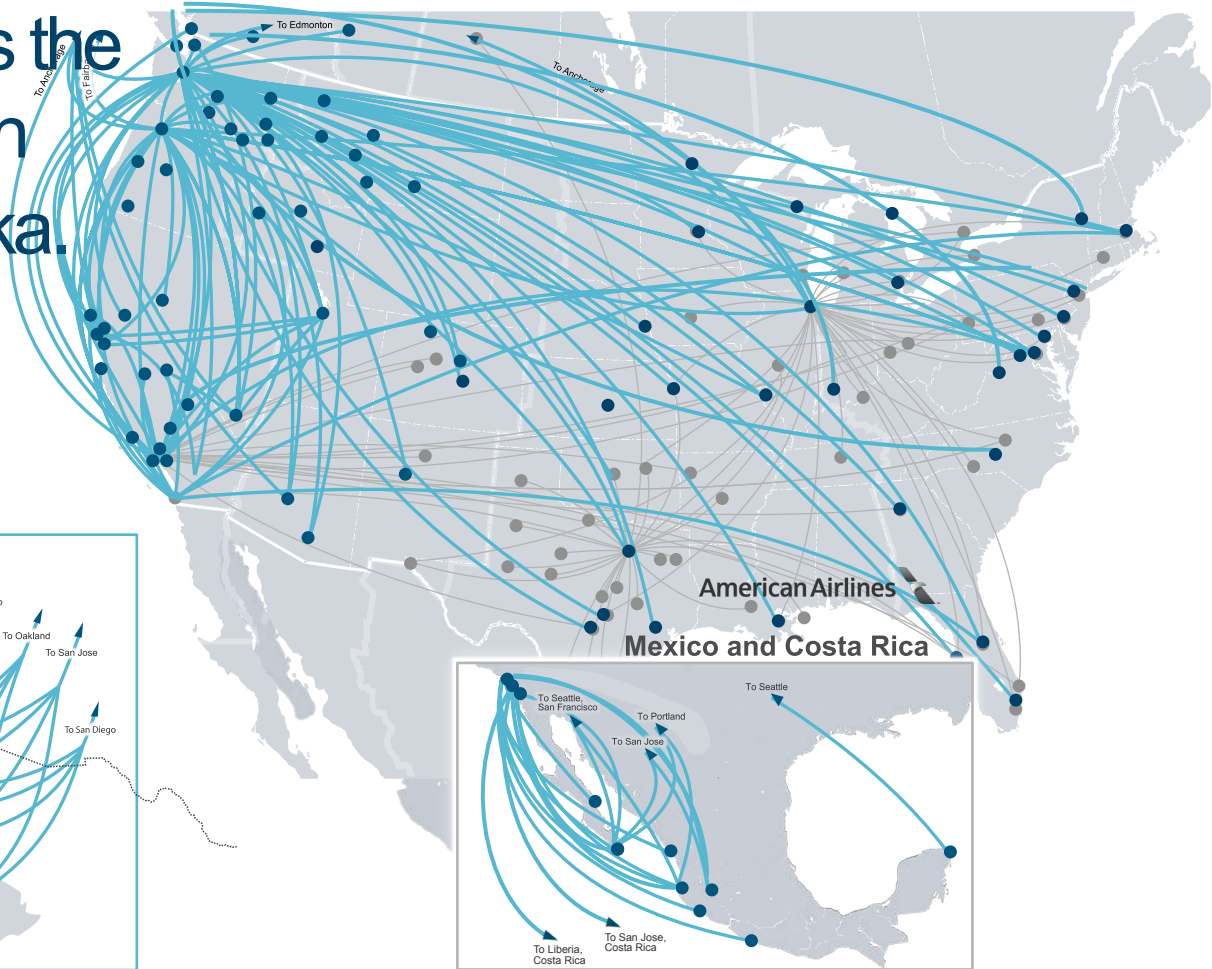 s the
n
ka.
To Edmonton
To Anchorage
To Anchorage
American Airlines
Mexico and Costa Rica
To Oakland
To San Jose
To San Diego
To Seattle,
San Francisco
To Portland
To San Jose
To Seattle
To Liberia,
Costa Rica
To San Jose,
Costa Rica